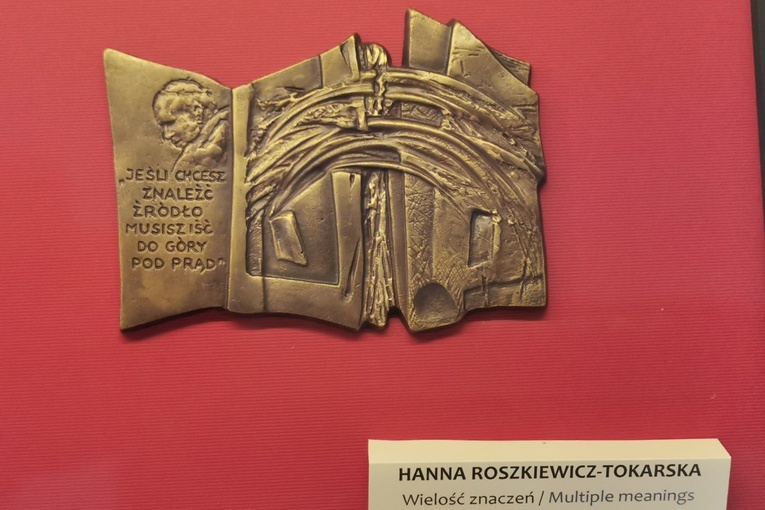 „JEŚLI CHCESZ
ZNALEŹĆ
ŹRÓDŁO
MUSISZ IŚĆ
DO GÓRY
POD PRĄD"
HANNA ROSZKIEWICZ-TOKARSKA
Wielość znaczeń / Multiple meanings